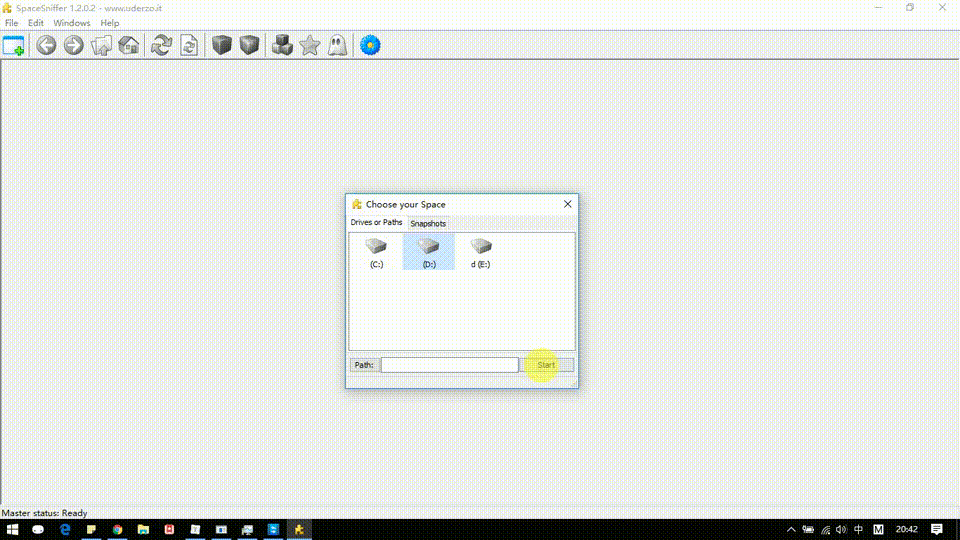 SpaceSniffer 1.2.0.2 - www.uderzo.it
File Edit Windows Help
Choose your Space
Drives or Paths Snapshots
(C:) (D:) d (E:)
Path: Start
Master status: Ready
中 M 20:42